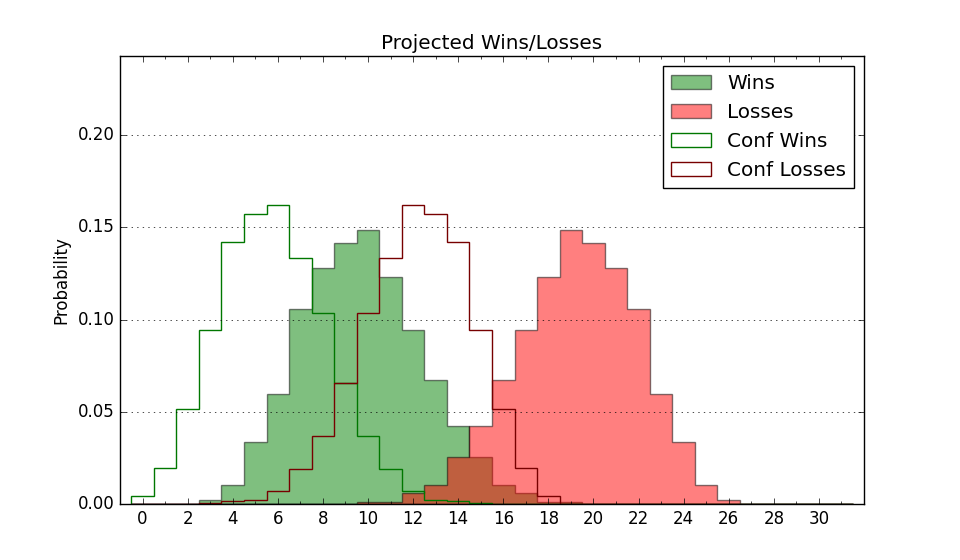 Projected Wins/Losses
Wins
Losses
Conf Wins
Conf Losses
Probability
0.20
0.15
0.10
0.05
0.00
0 2 4 6 8 10 12 14 16 18 20 22 24 26 28 30